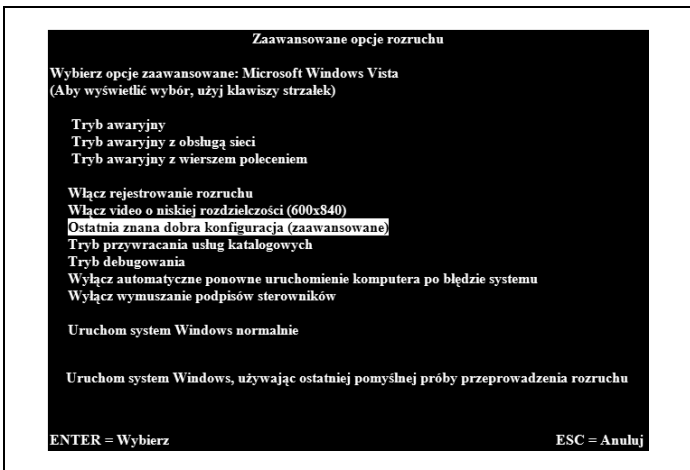 Zaawansowane opcje rozruchu
Wybierz opcje zaawansowane: Microsoft Windows Vista
(Aby wyświetlić wybór, użyj klawiszy strzałek)
Tryb awaryjny
Tryb awaryjny z obsługą sieci
Tryb awaryjny z wierszem poleceniem
Włącz rejestrowanie rozruchu
Włącz video o niskiej rozdzielczości (600x840)
Ostatnia znana dobra konfiguracja (zaawansowane)
Tryb przywracania usług katalogowych
Tryb debugowania
Wyłącz automatyczne ponowne uruchomienie komputera po błędzie systemu
Wyłącz wymuszanie podpisów sterowników
Uruchom system Windows normalnie
Uruchom system Windows, używając ostatniej pomyślnej próby przeprowadzenia rozruchu
ENTER = Wybierz ESC = Anuluj